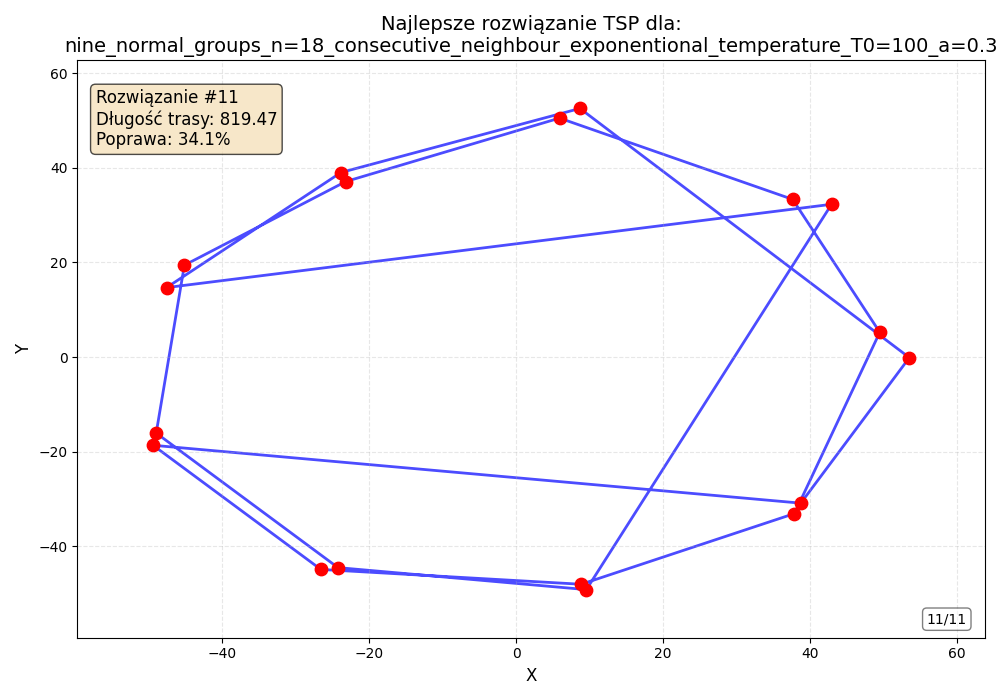 Najlepsze rozwiązanie TSP dla:
nine_normal_groups_n=18_consecutive_neighbour_exponentional_temperature_T0=100_a=0.3
Rozwiązanie #11
Długość trasy: 819.47
Poprawa: 34.1%
60
40
20
0
−20
−40
Y
11/11
−40
−20
0
20
40
60
X